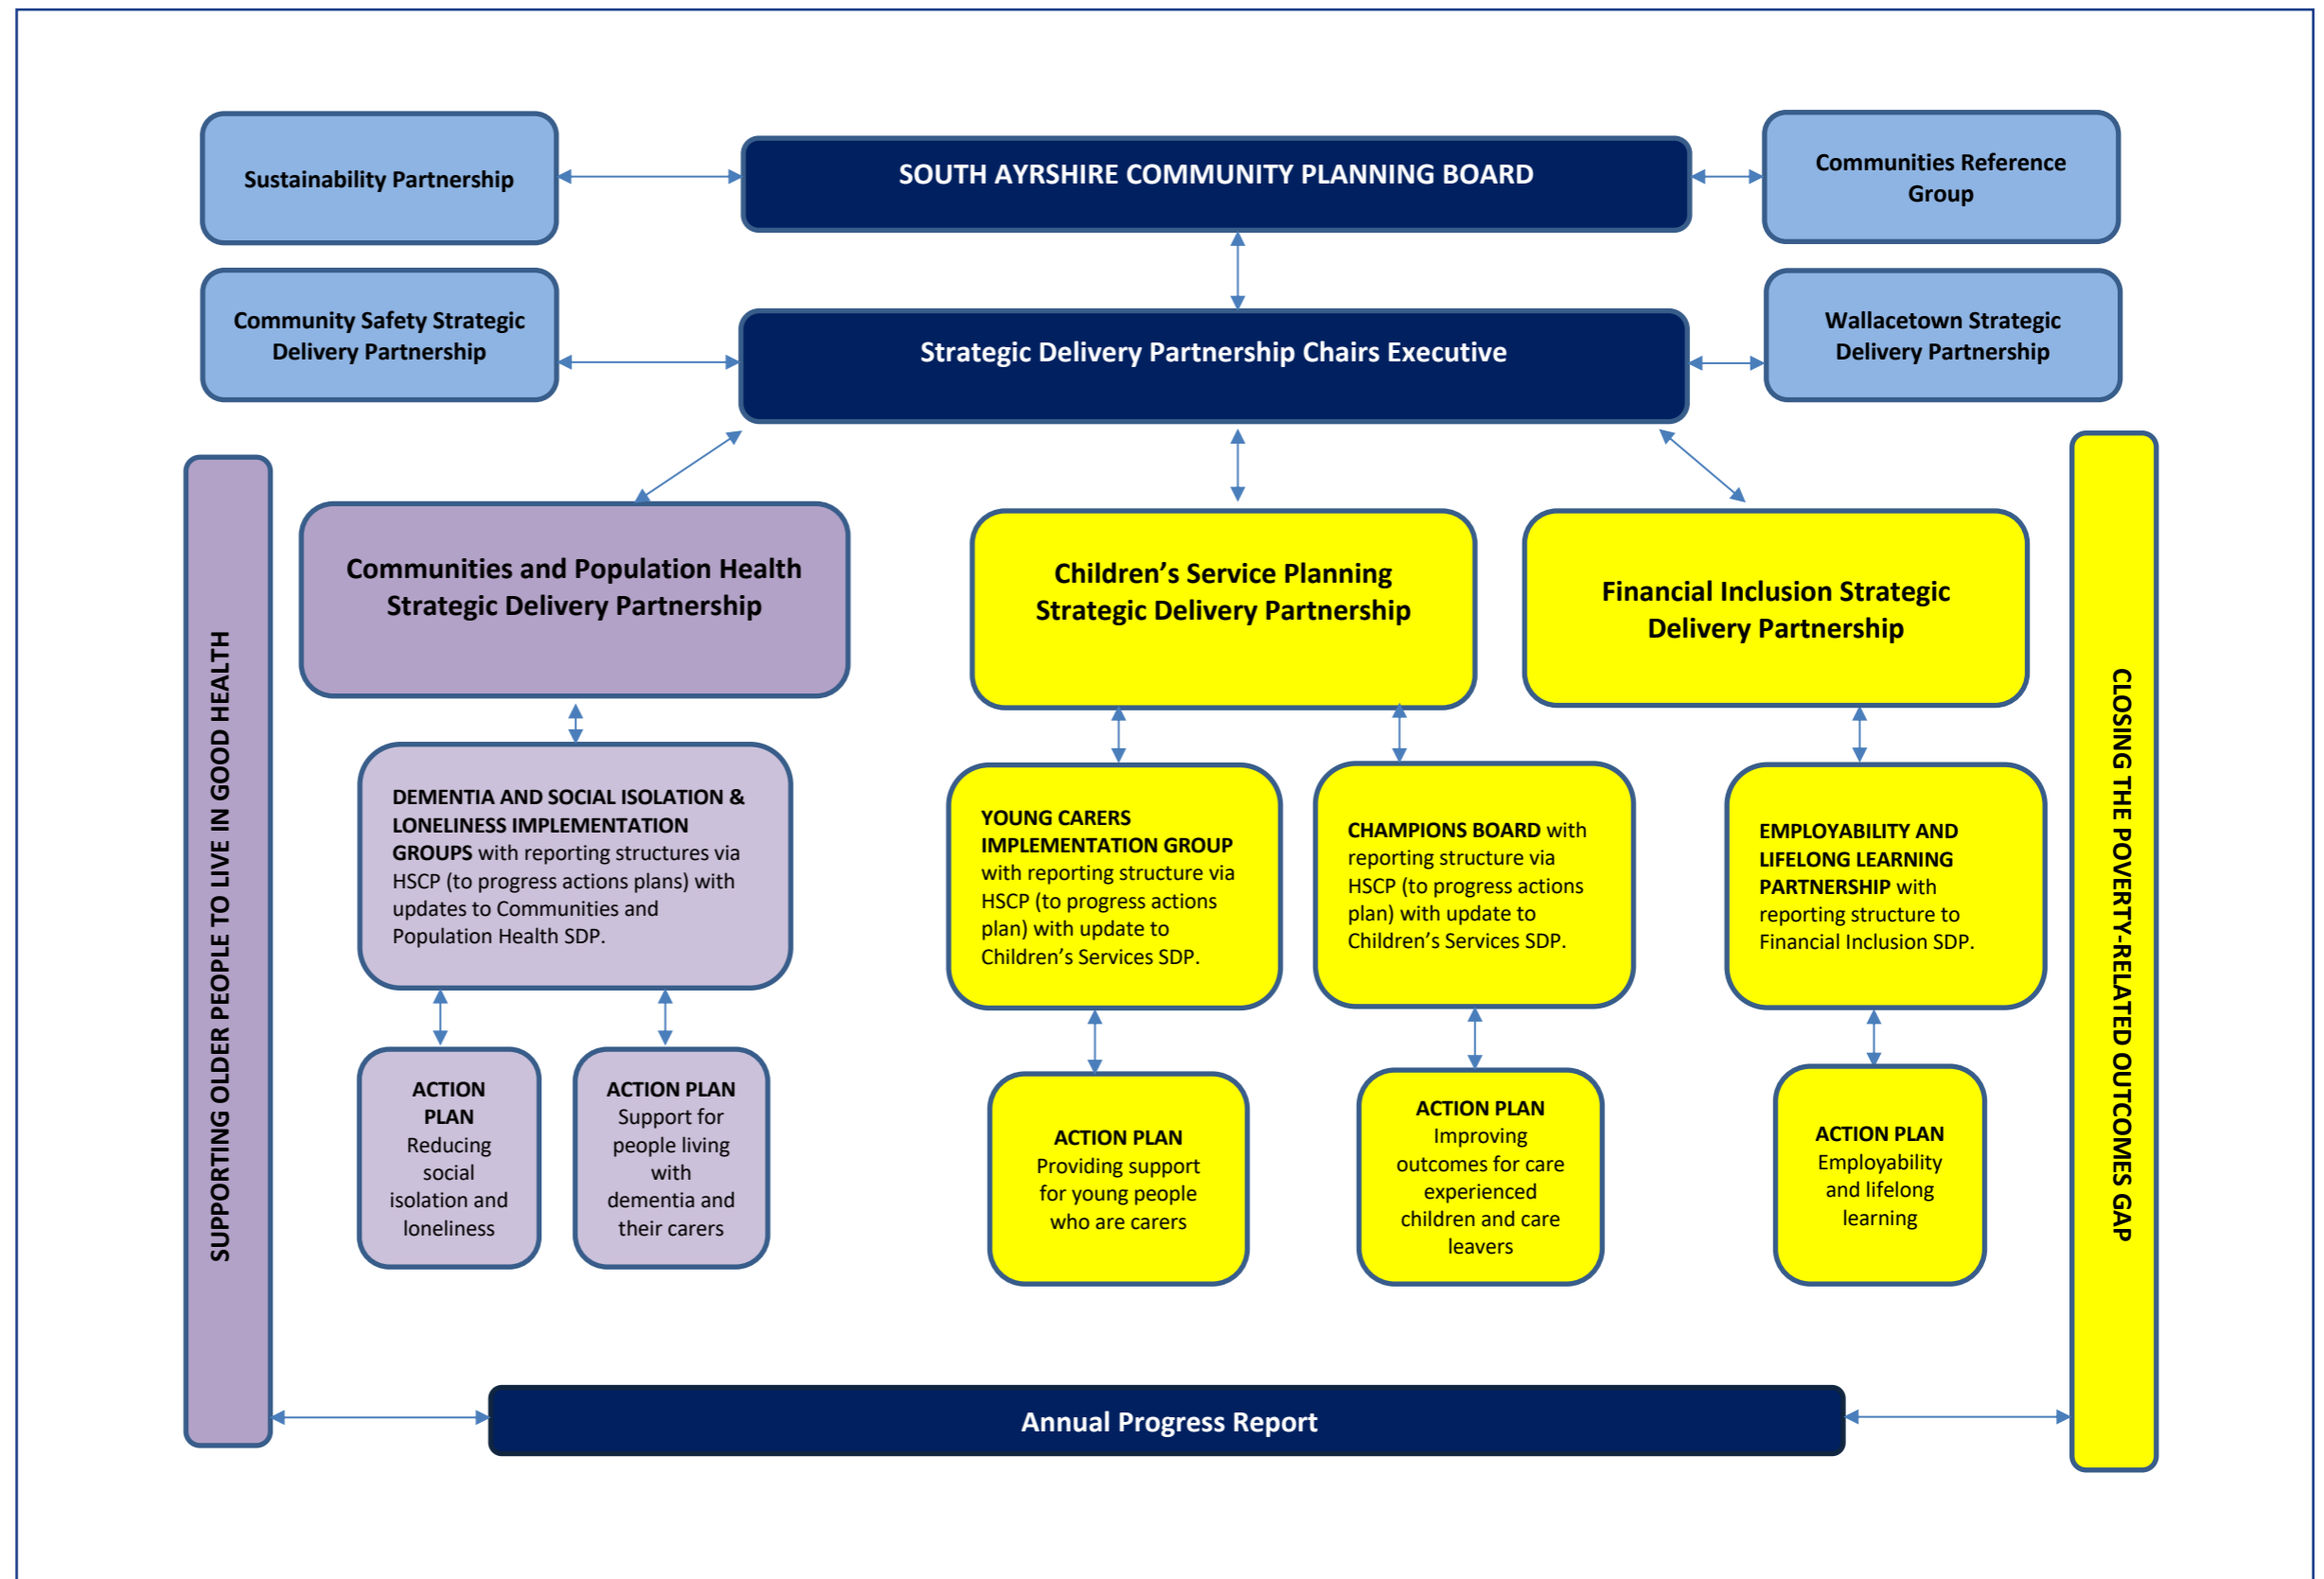 Sustainability Partnership
SOUTH AYRSHIRE COMMUNITY PLANNING BOARD
Communities Reference
Group
Community Safety Strategic
Delivery Partnership
Strategic Delivery Partnership Chairs Executive
Wallacetown Strategic
Delivery Partnership
SUPPORTING OLDER PEOPLE TO LIVE IN GOOD HEALTH
Communities and Population Health
Strategic Delivery Partnership
Children’s Service Planning
Strategic Delivery Partnership
Financial Inclusion Strategic
Delivery Partnership
CLOSING THE POVERTY-RELATED OUTCOMES GAP
DEMENTIA AND SOCIAL ISOLATION &
LONELINESS IMPLEMENTATION
GROUPS with reporting structures via
HSCP (to progress actions plans) with
updates to Communities and
Population Health SDP.
YOUNG CARERS
IMPLEMENTATION GROUP
with reporting structure via
HSCP (to progress actions
plan) with update to
Children’s Services SDP.
CHAMPIONS BOARD with
reporting structure via
HSCP (to progress actions
plan) with update to
Children’s Services SDP.
EMPLOYABILITY AND
LIFELONG LEARNING
PARTNERSHIP with
reporting structure to
Financial Inclusion SDP.
ACTION
PLAN
Reducing
social
isolation and
loneliness
ACTION PLAN
Support for
people living
with
dementia and
their carers
ACTION PLAN
Providing support
for young people
who are carers
ACTION PLAN
Improving
outcomes for care
experienced
children and care
leavers
ACTION PLAN
Employability
and lifelong
learning
Annual Progress Report